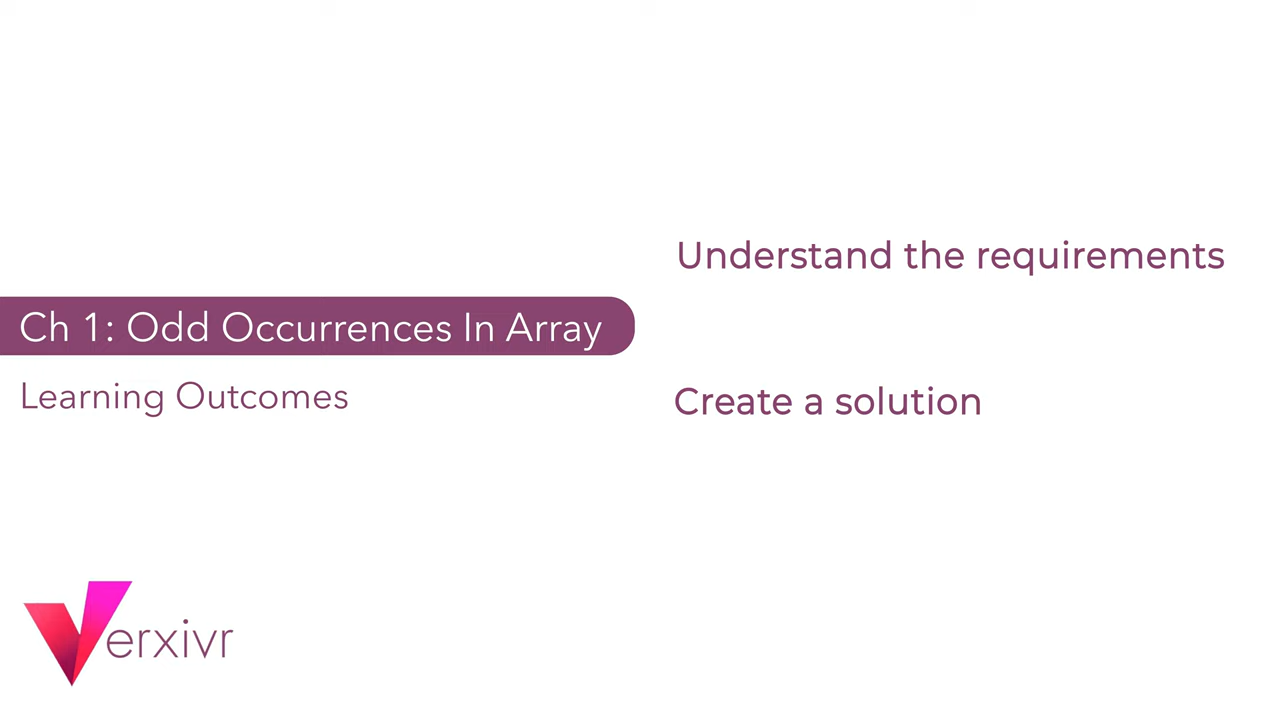 Ch 1: Odd Occurrences In Array
Learning Outcomes
Understand the requirements
Create a solution
Verxivr